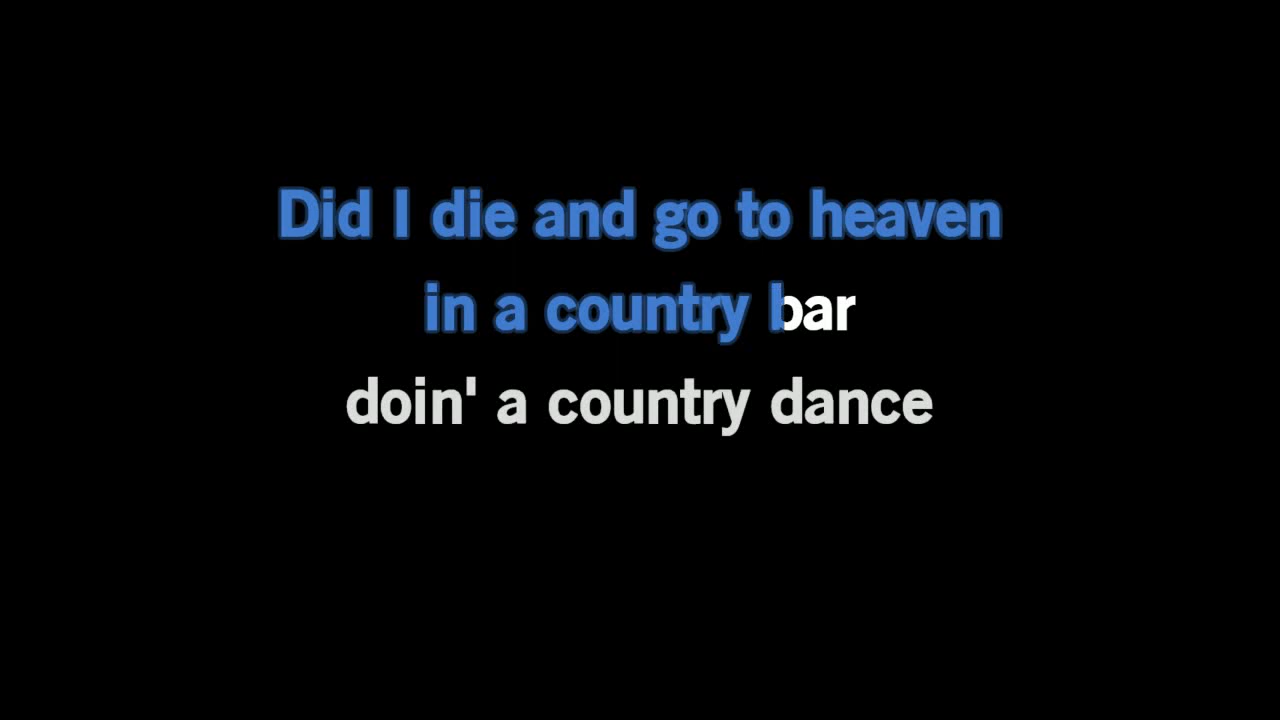 Did I die and go to heaven
in a country bar
doin' a country dance